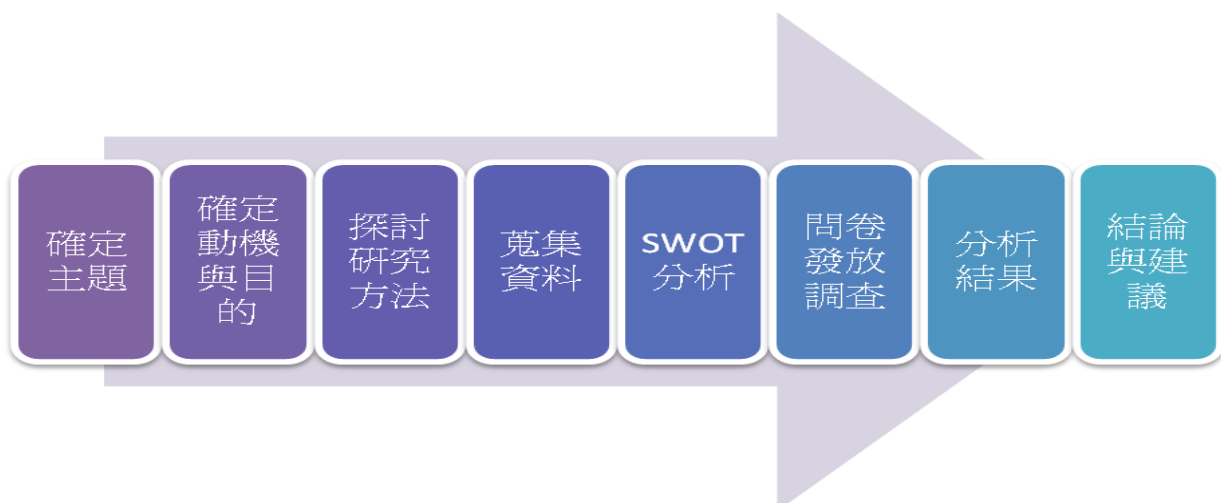 確定
主題
確定
動機
與目
的
探討
研究
方法
蒐集
資料
SWOT
分析
問卷
發放
調查
分析
結果
結論
與建
議